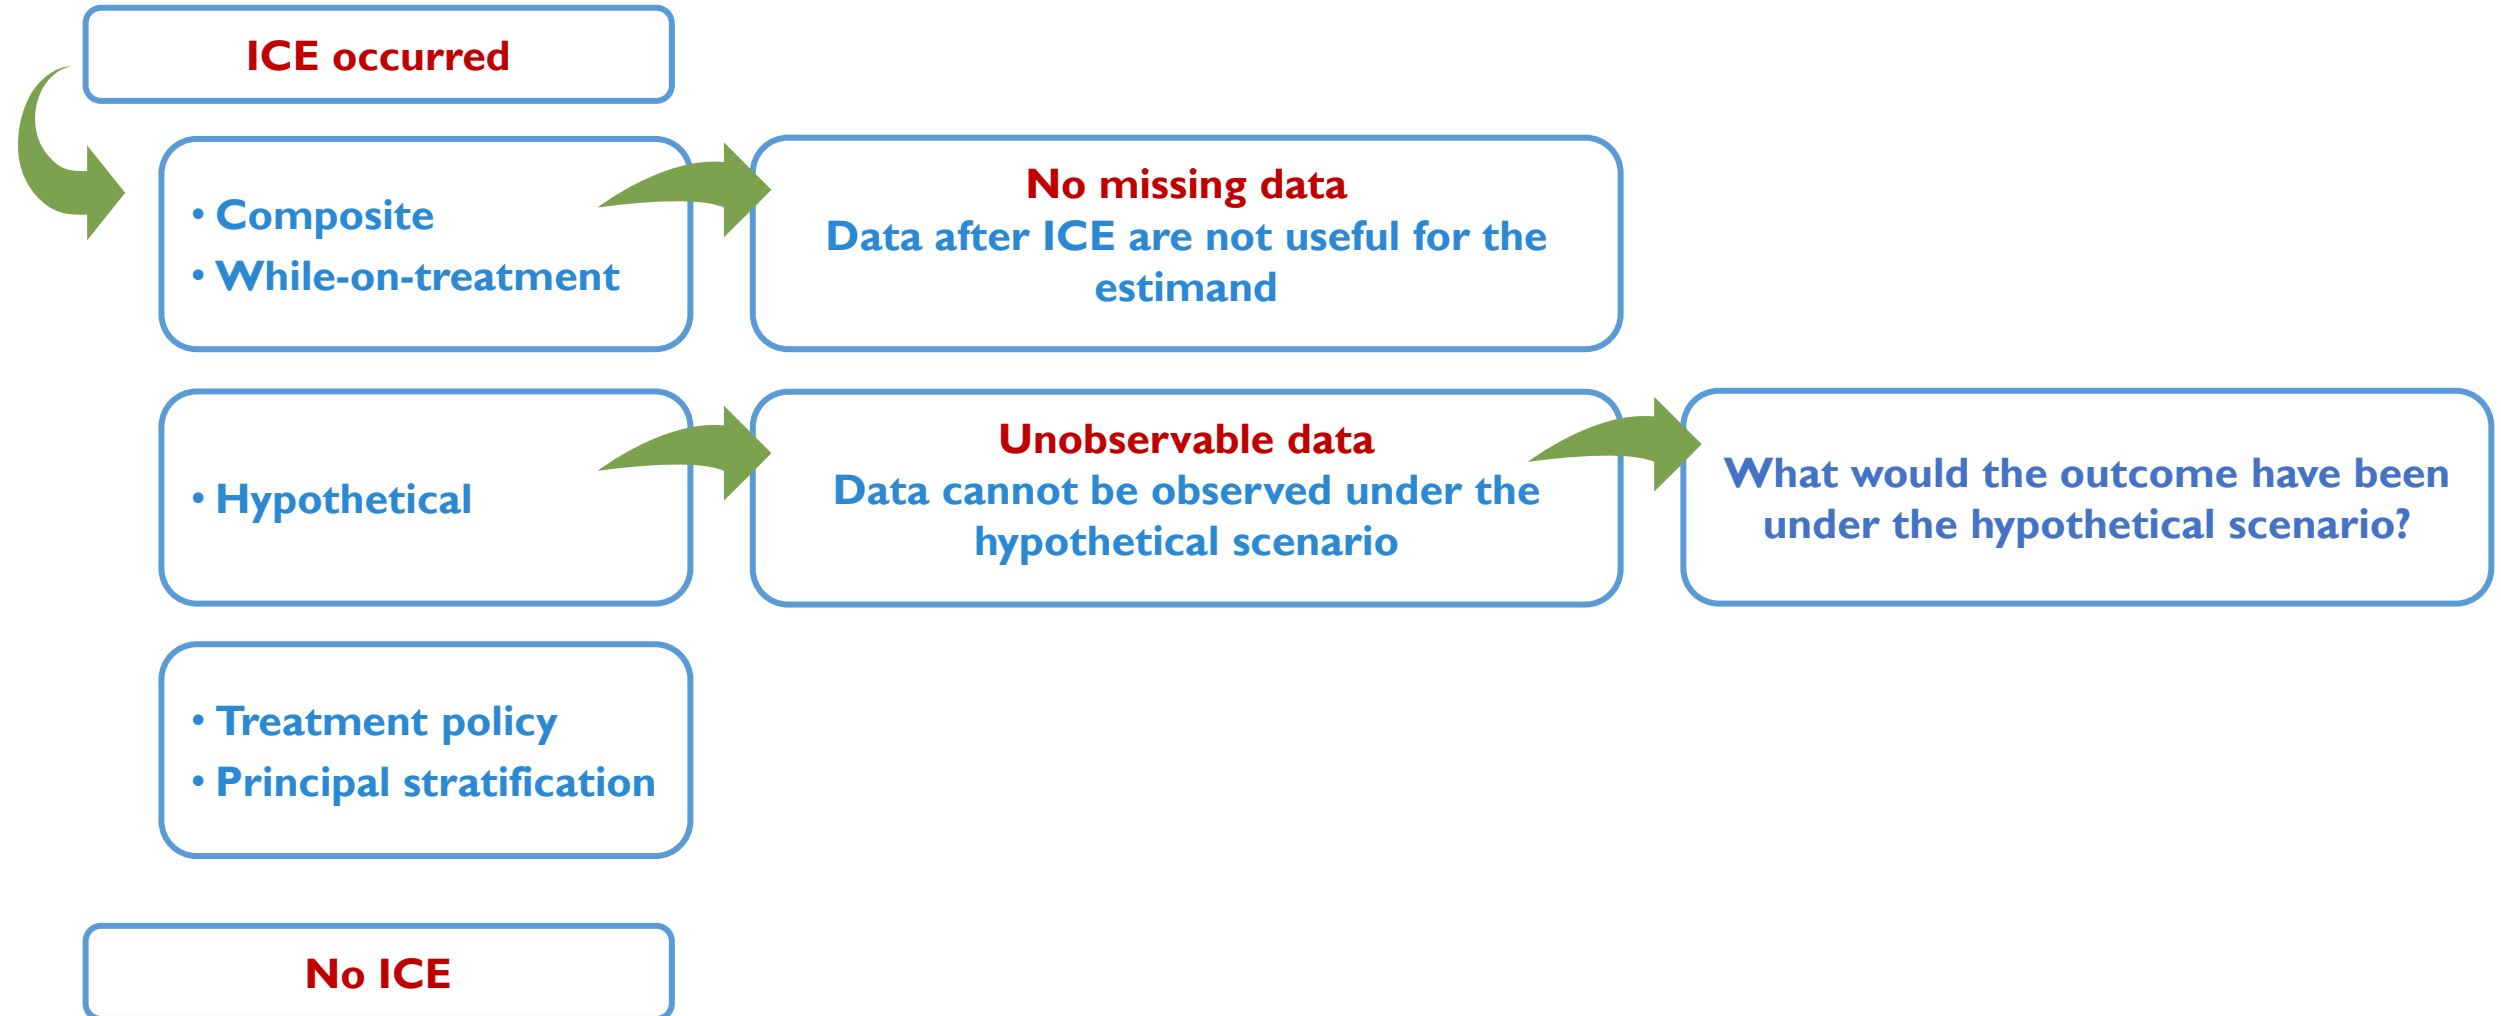 ICE occurred
• Composite
• While-on-treatment
No missing data
Data after ICE are not useful for the
estimand
• Hypothetical
Unobservable data
Data cannot be observed under the
hypothetical scenario
What would the outcome have been
under the hypothetical scenario?
• Treatment policy
• Principal stratification
No ICE